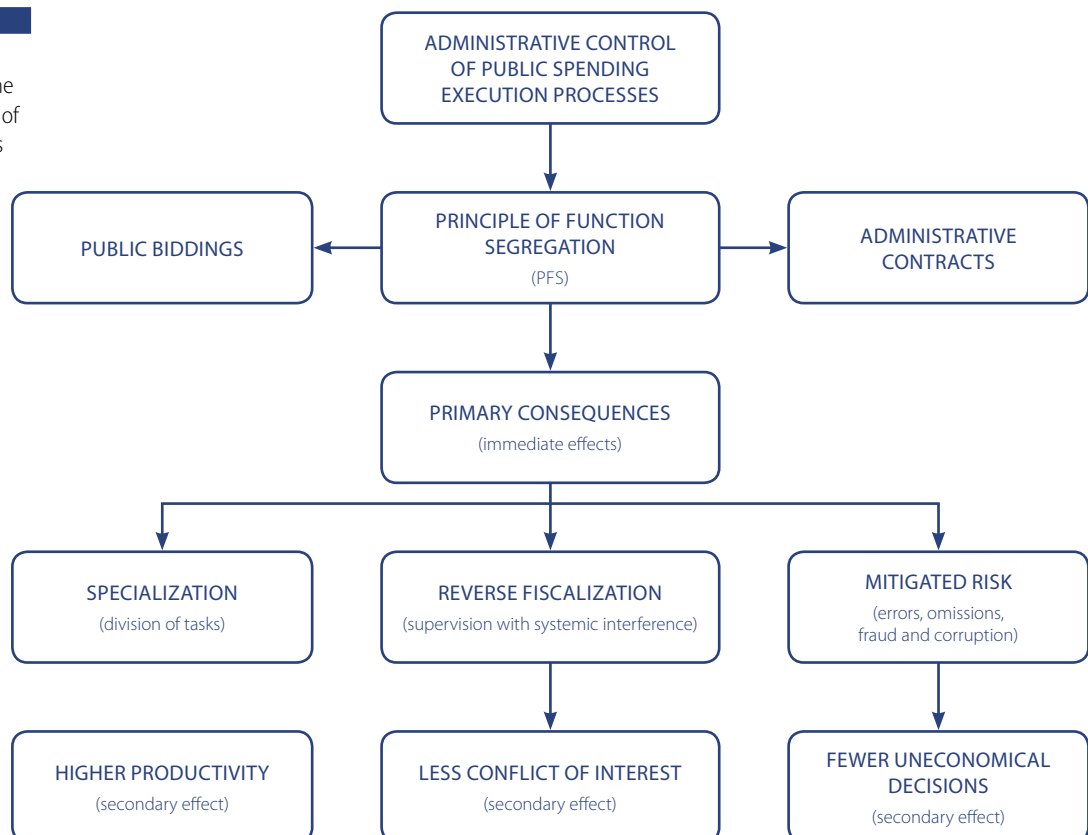 ne
of
s
ADMINISTRATIVE CONTROL
OF PUBLIC SPENDING
EXECUTION PROCESSES
PUBLIC BIDDINGS
PRINCIPLE OF FUNCTION
SEGREGATION
(PFS)
ADMINISTRATIVE
CONTRACTS
PRIMARY CONSEQUENCES
(immediate effects)
SPECIALIZATION
(division of tasks)
REVERSE FISCALIZATION
(supervision with systemic interference)
MITIGATED RISK
(errors, omissions,
fraud and corruption)
HIGHER PRODUCTIVITY
(secondary effect)
LESS CONFLICT OF INTEREST
(secondary effect)
FEWER UNECONOMICAL
DECISIONS
(secondary effect)